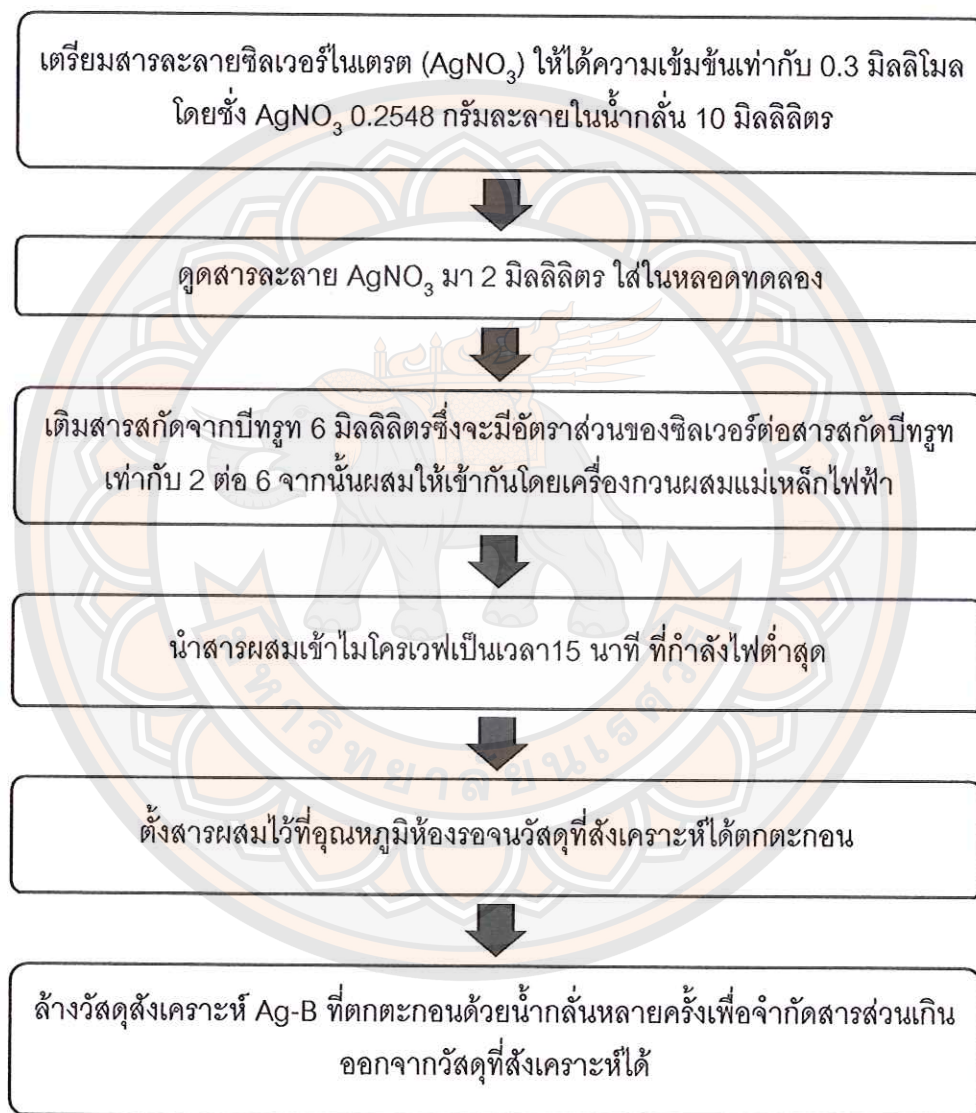 เตรียมสารละลายซิลเวอร์ไนเตรต (AgNO₃) ให้ได้ความเข้มข้นเท่ากับ 0.3 มิลลิโมล
โดยชั่ง AgNO₃ 0.2548 กรัมละลายในน้ำกลั่น 10 มิลลิลิตร
ดูดสารละลาย AgNO₃ มา 2 มิลลิลิตร ใส่ในหลอดทดลอง
เติมสารสกัดจากบีทรูท 6 มิลลิลิตรซึ่งจะมีอัตราส่วนของซิลเวอร์ต่อสารสกัดบีทรูท
เท่ากับ 2 ต่อ 6 จากนั้นผสมให้เข้ากันโดยเครื่องกวนผสมแม่เหล็กไฟฟ้า
นำสารผสมเข้าไมโครเวฟเป็นเวลา15 นาที ที่กำลังไฟต่ำสุด
มหาวิทยาลัยนเรศวร
ตั้งสารผสมไว้ที่อุณหภูมิห้องรอจนวัสดุที่สังเคราะห์ได้ตกตะกอน
ล้างวัสดุสังเคราะห์ Ag-B ที่ตกตะกอนด้วยน้ำกลั่นหลายครั้งเพื่อจำกัดสารส่วนเกิน
ออกจากวัสดุที่สังเคราะห์ได้